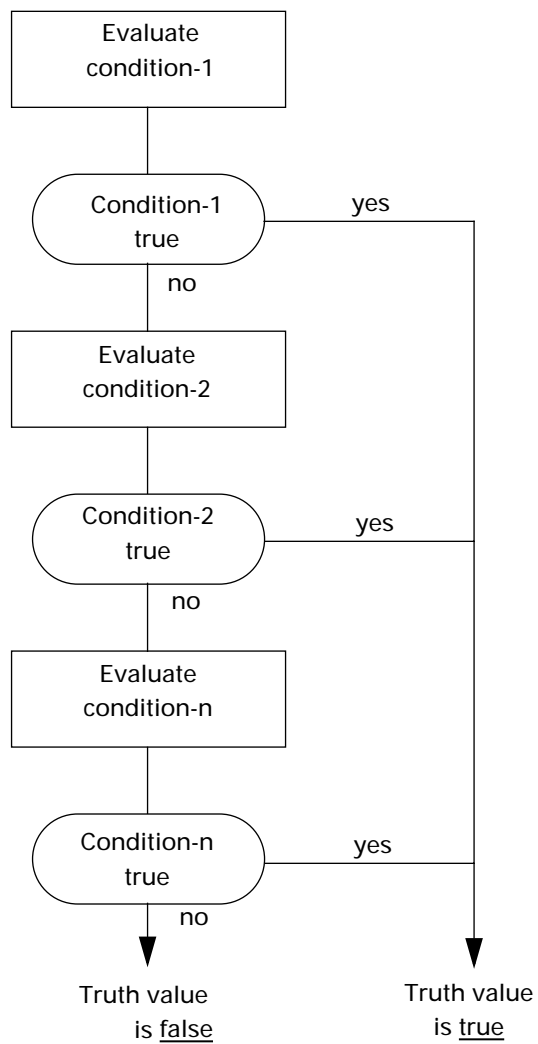 Evaluate
condition-1
Condition-1
true
yes
no
Evaluate
condition-2
Condition-2
true
yes
no
Evaluate
condition-n
Condition-n
true
yes
no
Truth value
is false
Truth value
is true